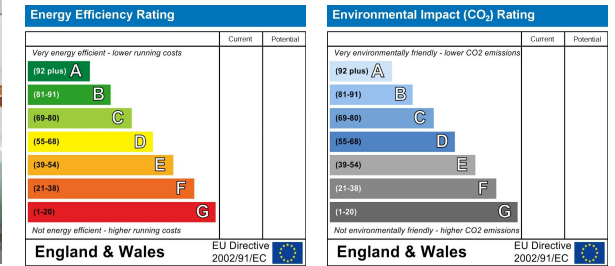 Energy Efficiency Rating
Current Potential
Very energy efficient - lower running costs
(92 plus) A
(81-91) B
(69-80) C
(55-68) D
(39-54) E
(21-38) F
(1-20) G
Not energy efficient - higher running costs
England & Wales
EU Directive
2002/91/EC
Environmental Impact (CO2) Rating
Current Potential
Very environmentally friendly - lower CO2 emissions
(92 plus) A
(81-91) B
(69-80) C
(55-68) D
(39-54) E
(21-38) F
(1-20) G
Not environmentally friendly - higher CO2 emissions
England & Wales
EU Directive
2002/91/EC